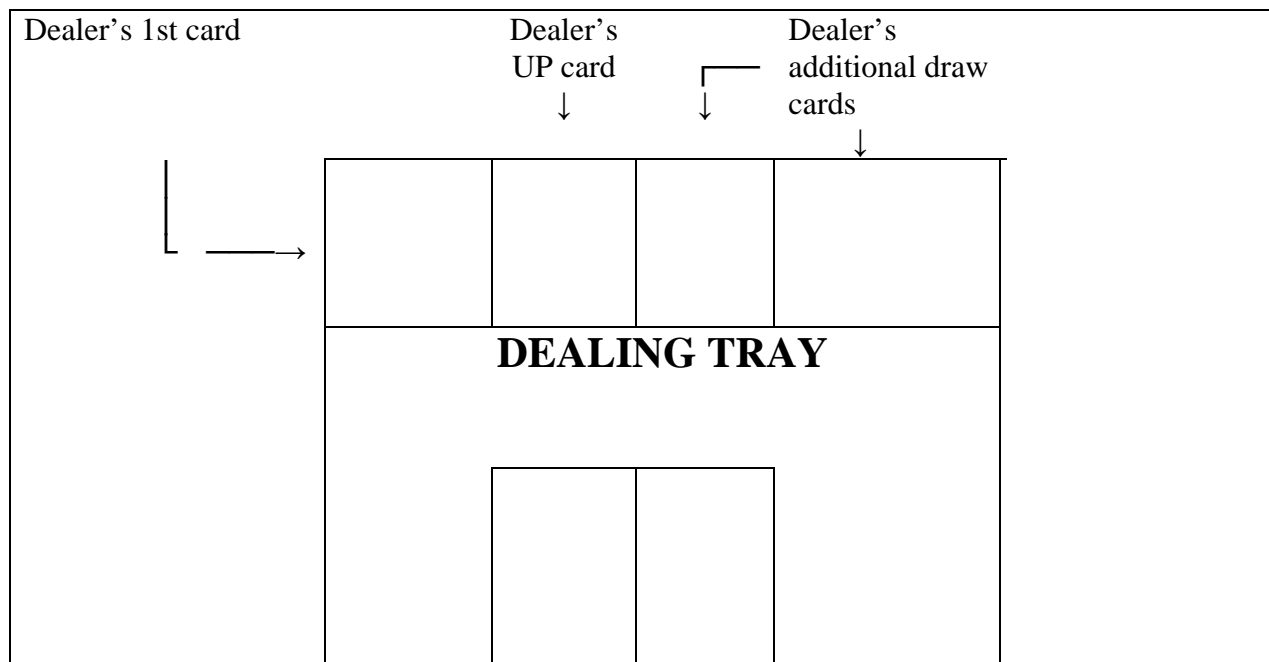 Dealer’s 1st card
Dealer’s
UP card
Dealer’s
additional draw
cards
DEALING TRAY